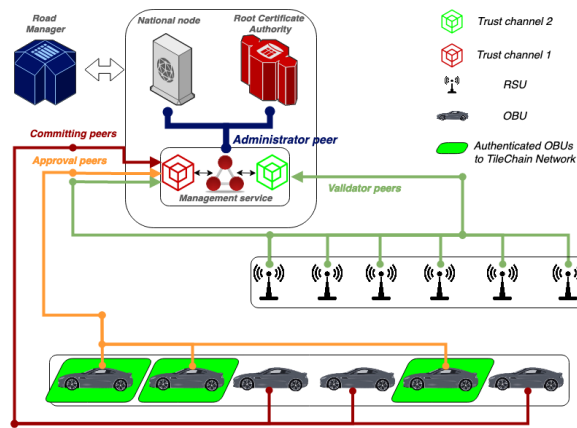 Road
Manager
National node
Root Certificate
Authority
Trust channel 2
Trust channel 1
RSU
OBU
Authenticated OBUs
to TileChain Network
Committing peers
Approval peers
Administrator peer
Validator peers
Management service